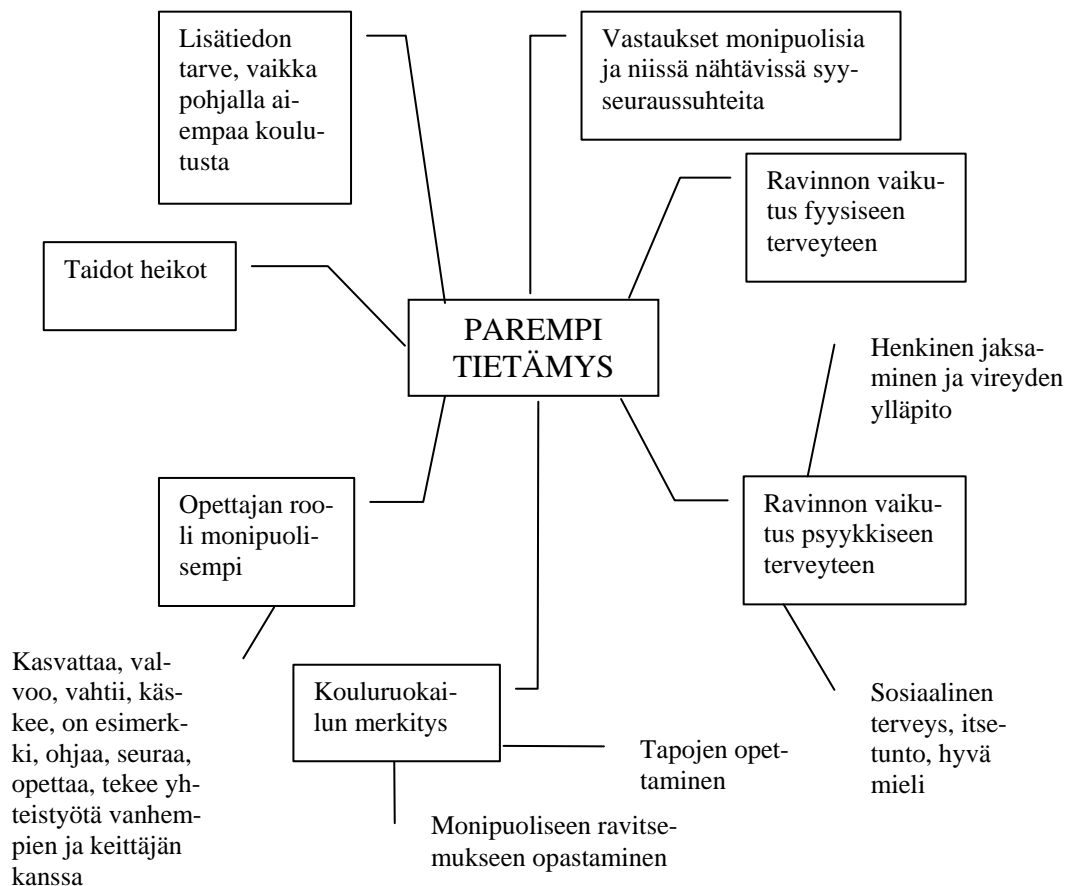 Lisätiedon
tarve, vaikka
pohjalla ai-
empaa koulu-
tusta
Vastaukset monipuolisia
ja niissä nähtävissä syy-
seuraussuhteita
Ravinnon vaiku-
tus fyysiseen
terveyteen
Taidot heikot
PAREMPI
TIETÄMYS
Henkinen jaksa-
minen ja vireyden
ylläpito
Opettajan roo-
li monipuoli-
sempi
Ravinnon vaiku-
tus psyykkiseen
terveyteen
Kasvattaa, val-
voo, vahtii, käs-
kee, on esimerk-
ki, ohjaa, seuraa,
opettaa, tekee yh-
teistyötä vanhem-
pien ja keittäjän
kanssa
Kouluruokai-
lun merkitys
Sosiaalinen
terveys, itse-
tunto, hyvä
mieli
Tapojen opet-
taminen
Monipuoliseen ravitse-
mukseen opastaminen